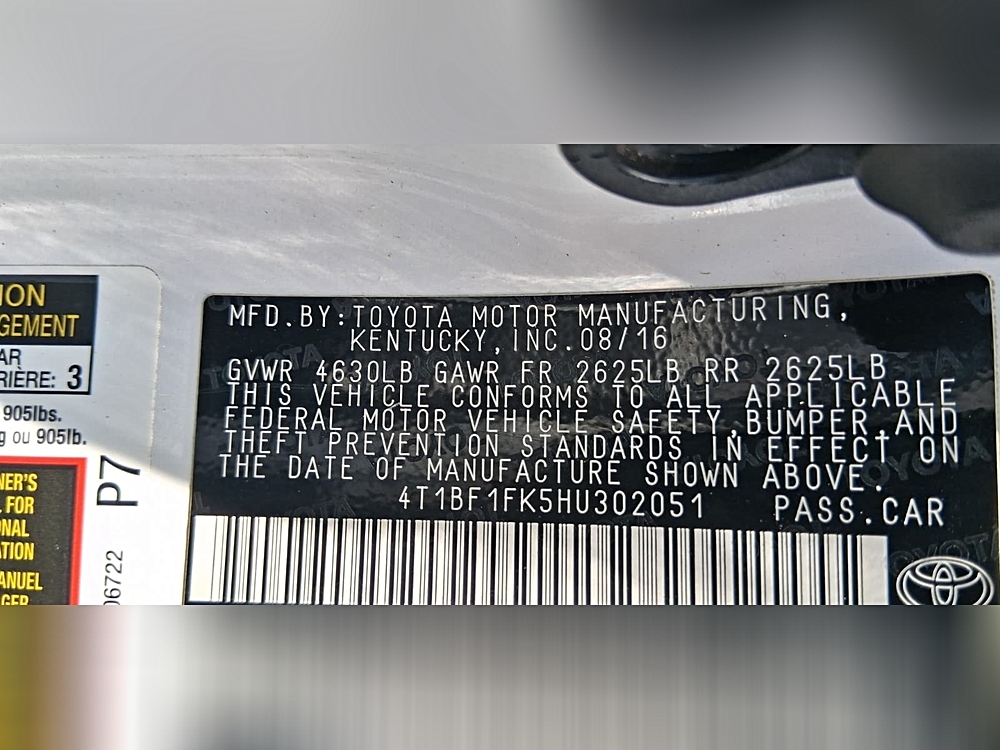 ION
GEMENT
AR
RIÈRE: 3
905lbs.
g ou 905lb.
NER'S
FOR
NAL
ATION
ANUEL
GER
P7
06722
MFD.BY:TOYOTA MOTOR MANUFACTURING,
KENTUCKY,INC.08/16
GVWR 4630LB GAWR FR 2625LB RR 2625LB
THIS VEHICLE CONFORMS TO ALL APPLICABLE
FEDERAL MOTOR VEHICLE SAFETY,BUMPER,AND
THEFT PREVENTION STANDARDS IN EFFECT ON
THE DATE OF MANUFACTURE SHOWN ABOVE.
4T1BF1FK5HU302051 PASS.CAR
TOYOTA